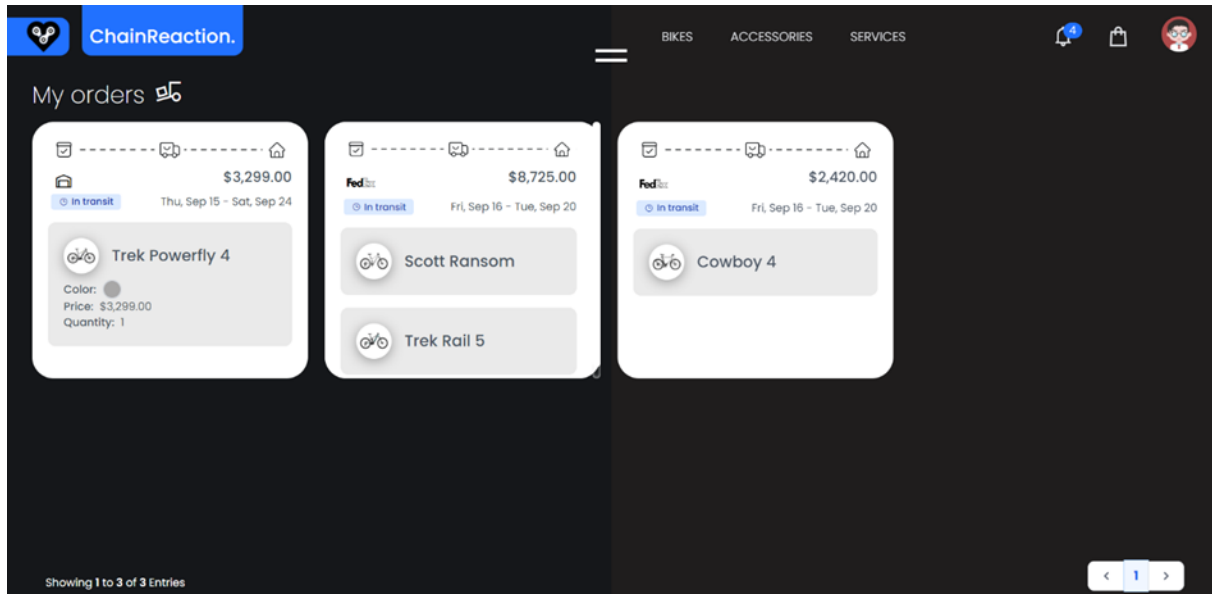 ChainReaction.
BIKES ACCESSORIES SERVICES
4
My orders
$3,299.00
In transit Thu, Sep 15 - Sat, Sep 24
Trek Powerfly 4
Color:
Price: $3,299.00
Quantity: 1
FedEx $8,725.00
In transit Fri, Sep 16 - Tue, Sep 20
Scott Ransom
Trek Rail 5
FedEx $2,420.00
In transit Fri, Sep 16 - Tue, Sep 20
Cowboy 4
Showing 1 to 3 of 3 Entries
< 1 >